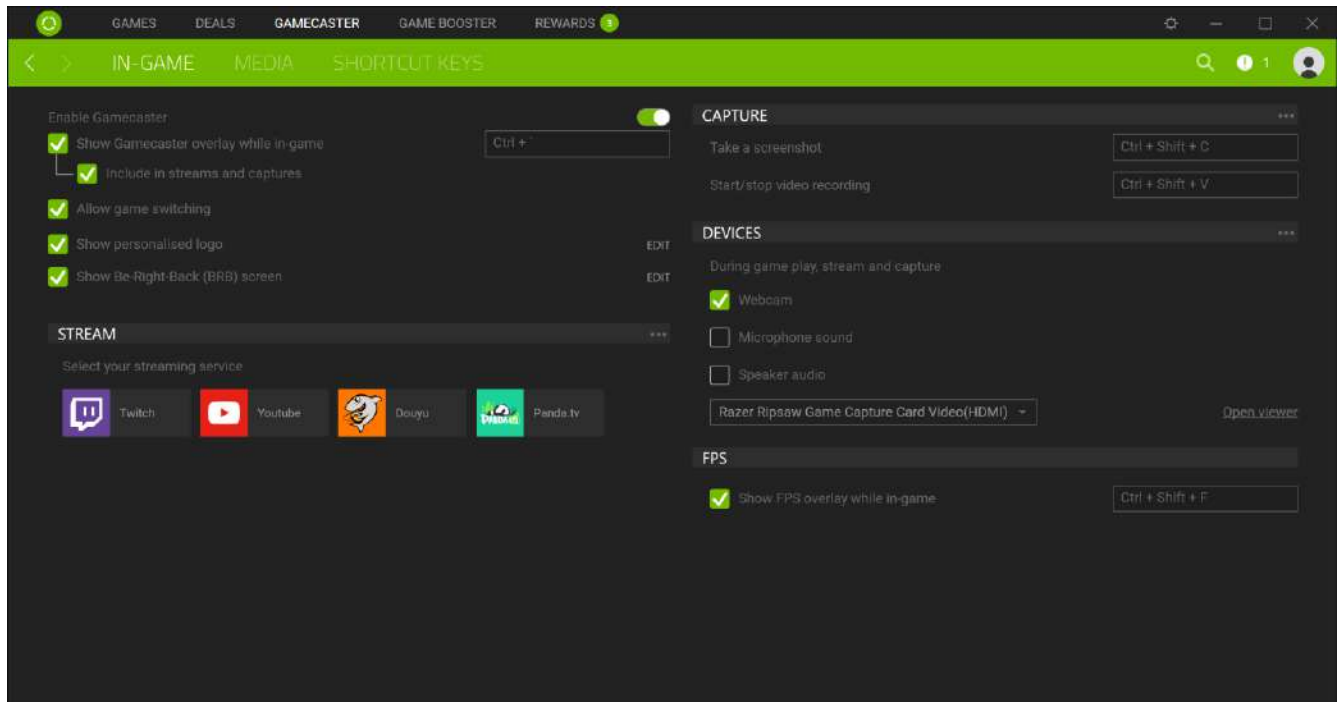 GAMES DEALS GAMECASTER GAME BOOSTER REWARDS 3
IN-GAME MEDIA SHORTCUT KEYS 1
Enable Gamecaster
Show Gamecaster overlay while in-game Ctrl + `
Include in streams and captures
Allow game switching
Show personalised logo EDIT
Show Be-Right-Back (BRB) screen EDIT
STREAM
Select your streaming service
Twitch Youtube Douyu Panda.tv
CAPTURE
Take a screenshot Ctrl + Shift + C
Start/stop video recording Ctrl + Shift + V
DEVICES
During game play, stream and capture
Webcam
Microphone sound
Speaker audio
Razer Ripsaw Game Capture Card Video(HDMI) Open viewer
FPS
Show FPS overlay while in-game Ctrl + Shift + F